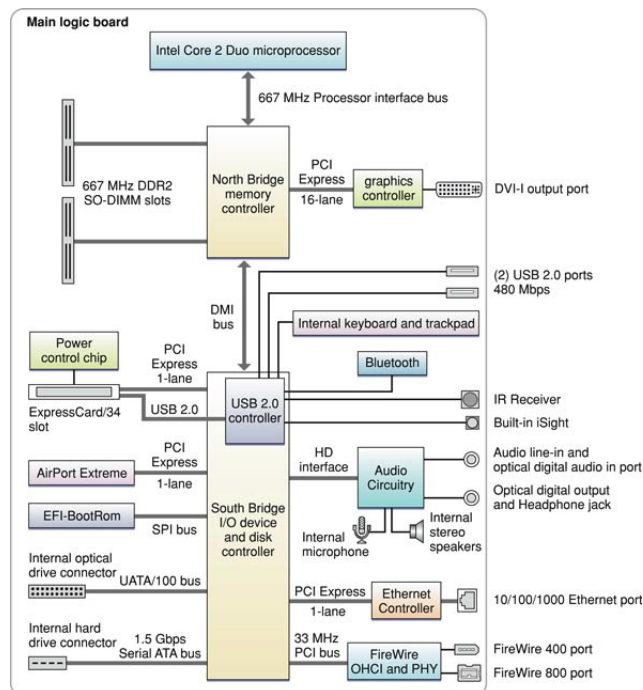 Main logic board
Intel Core 2 Duo microprocessor
667 MHz Processor interface bus
667 MHz DDR2
SO-DIMM slots
North Bridge
memory
controller
PCI
Express
16-lane
graphics
controller
DVI-I output port
DMI
bus
(2) USB 2.0 ports
480 Mbps
Internal keyboard and trackpad
Power
control chip
PCI
Express
1-lane
ExpressCard/34
slot
USB 2.0
USB 2.0
controller
Bluetooth
IR Receiver
Built-in iSight
AirPort Extreme
PCI
Express
1-lane
HD
interface
Audio
Circuitry
Audio line-in and
optical digital audio in port
Optical digital output
and Headphone jack
Internal
microphone
Internal
stereo
speakers
EFI-BootRom
SPI bus
South Bridge
I/O device
and disk
controller
Internal optical
drive connector
UATA/100 bus
PCI Express
1-lane
Ethernet
Controller
10/100/1000 Ethernet port
Internal hard
drive connector
1.5 Gbps
Serial ATA bus
33 MHz
PCI bus
FireWire
OHCI and PHY
FireWire 400 port
FireWire 800 port